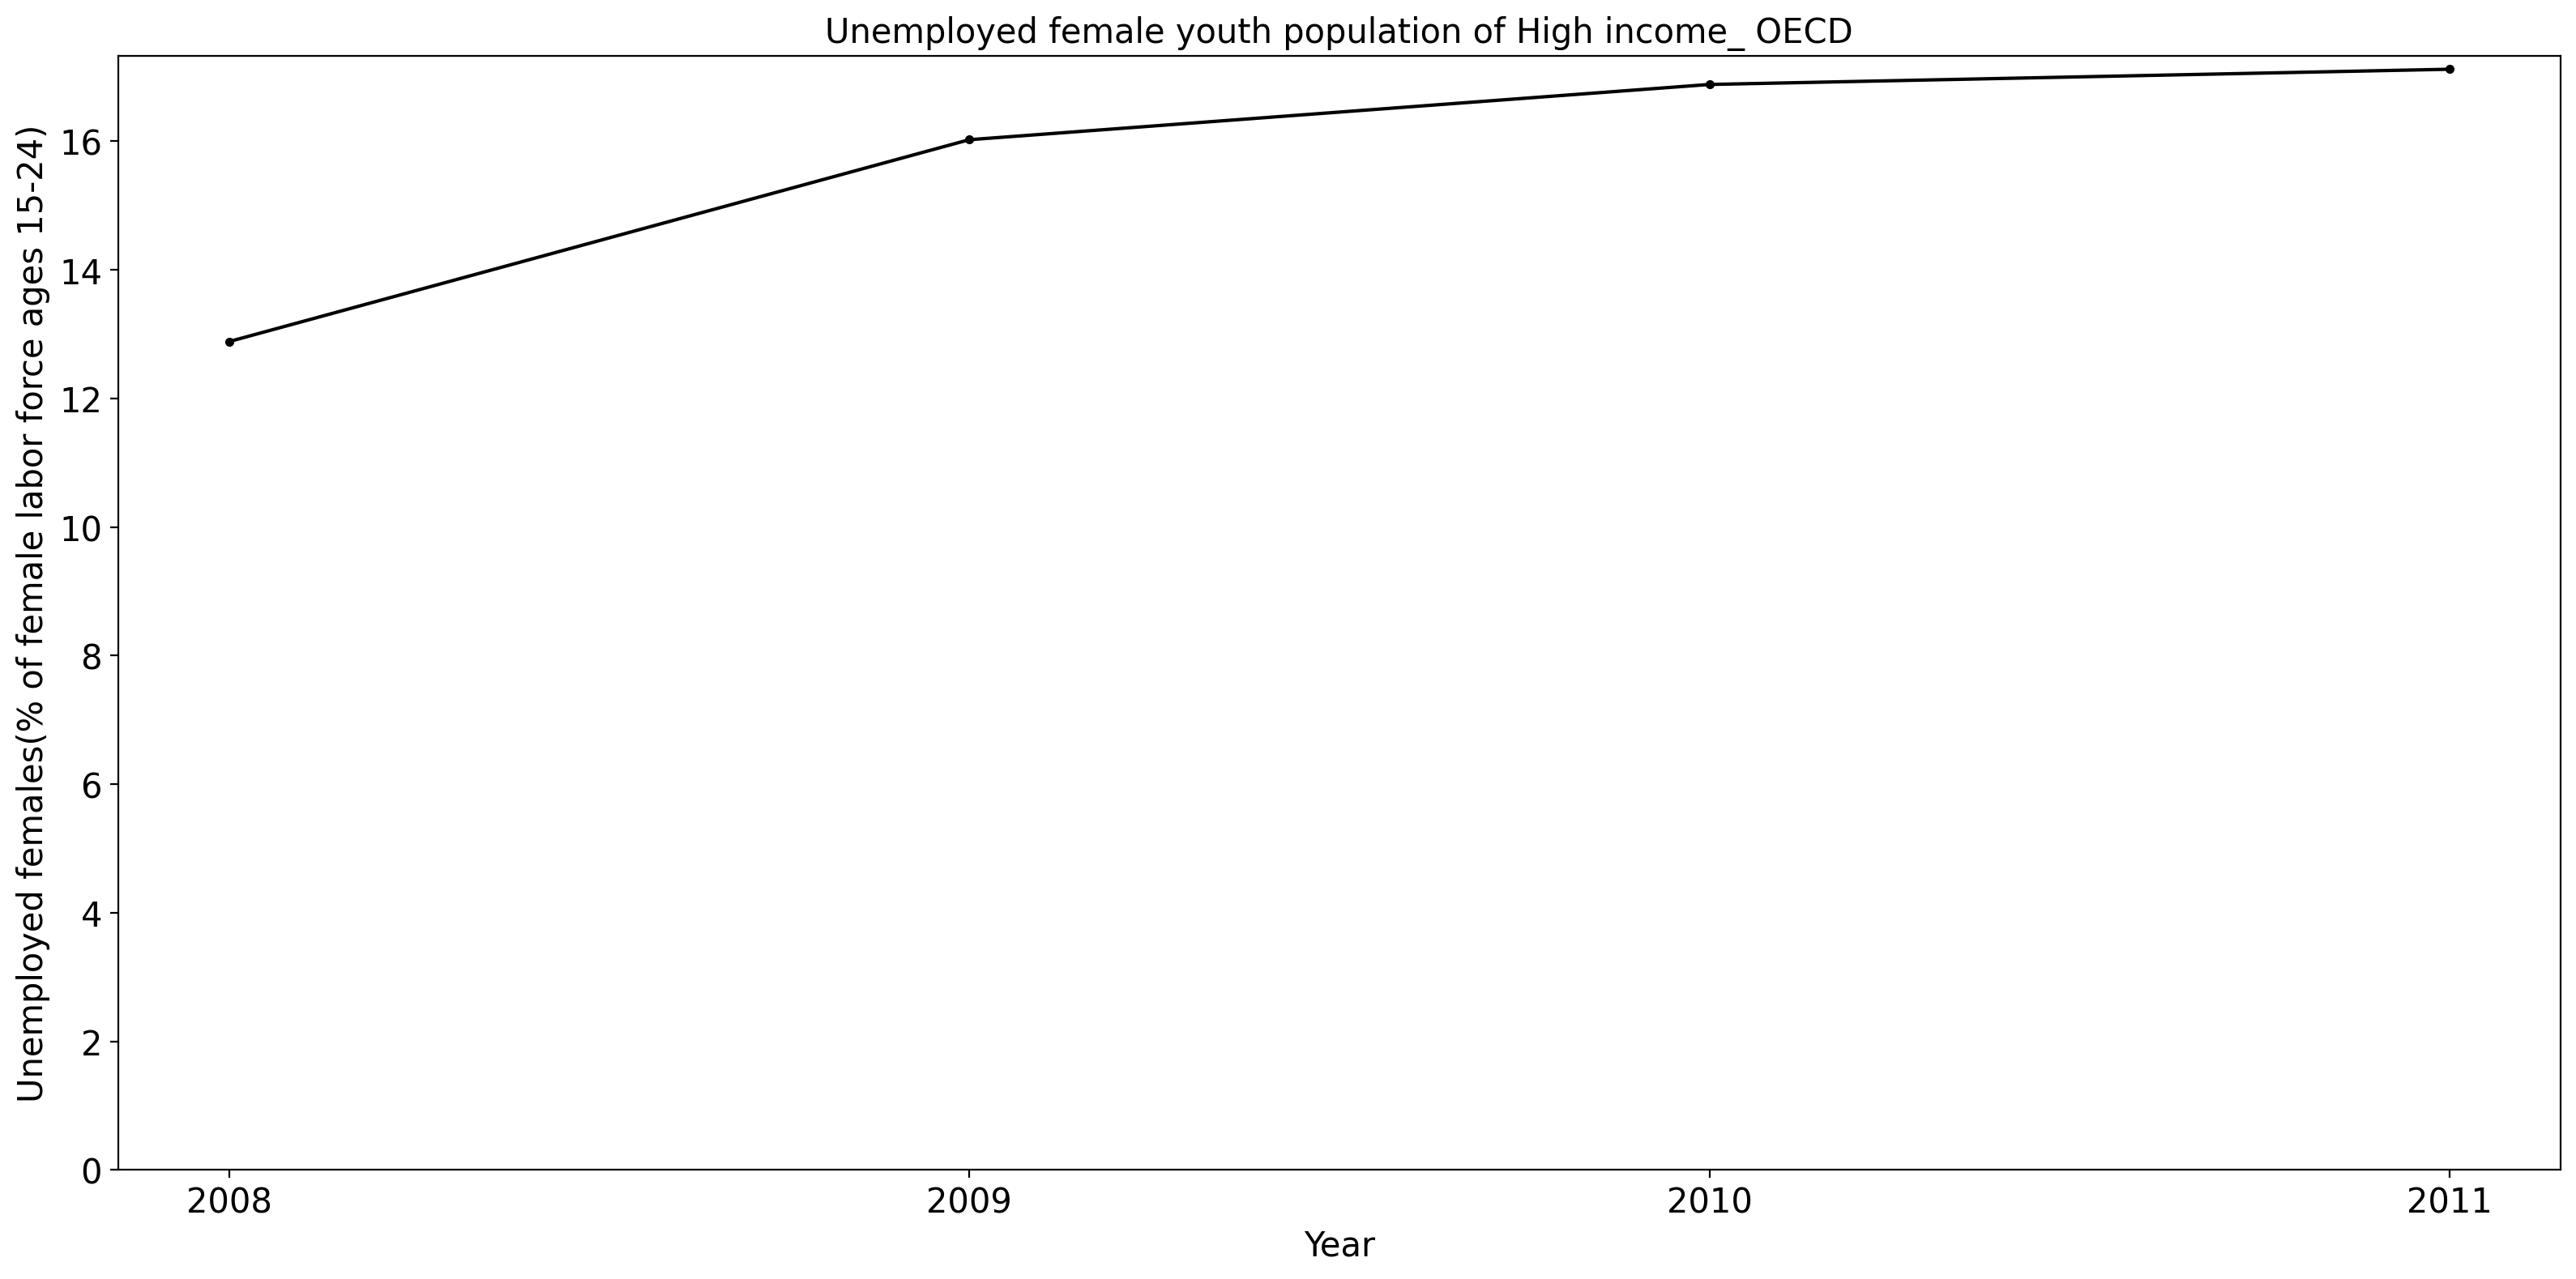 Unemployed female youth population of High income_ OECD
Unemployed females(% of female labor force ages 15-24)
16
14
12
10
8
6
4
2
0
2008 2009 2010 2011
Year